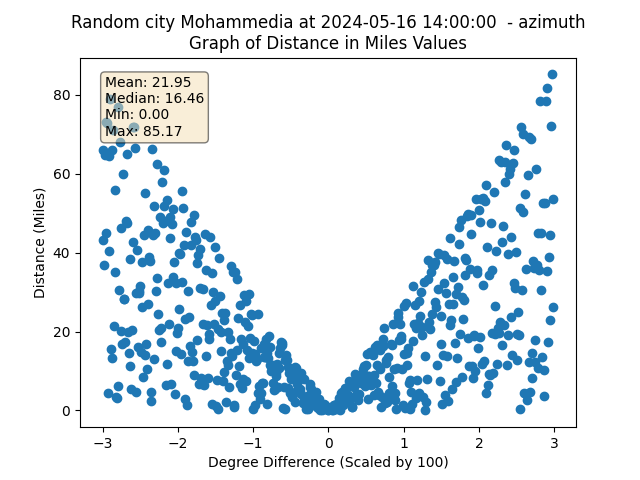 Random city Mohammedia at 2024-05-16 14:00:00  - azimuth
Graph of Distance in Miles Values
Mean: 21.95
Median: 16.46
Min: 0.00
Max: 85.17
80
60
40
20
0
Distance (Miles)
−3 −2 −1 0 1 2 3
Degree Difference (Scaled by 100)